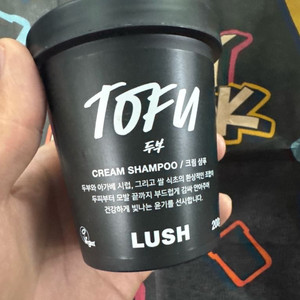 TOFU
두부
CREAM SHAMPOO / 크림 샴푸
두부와 아가베 시럽, 그리고 쌀 식초의 환상적인 조합이
두피부터 모발 끝까지 부드럽게 감싸 안아주며
건강하게 빛나는 윤기를 선사합니다.
LUSH